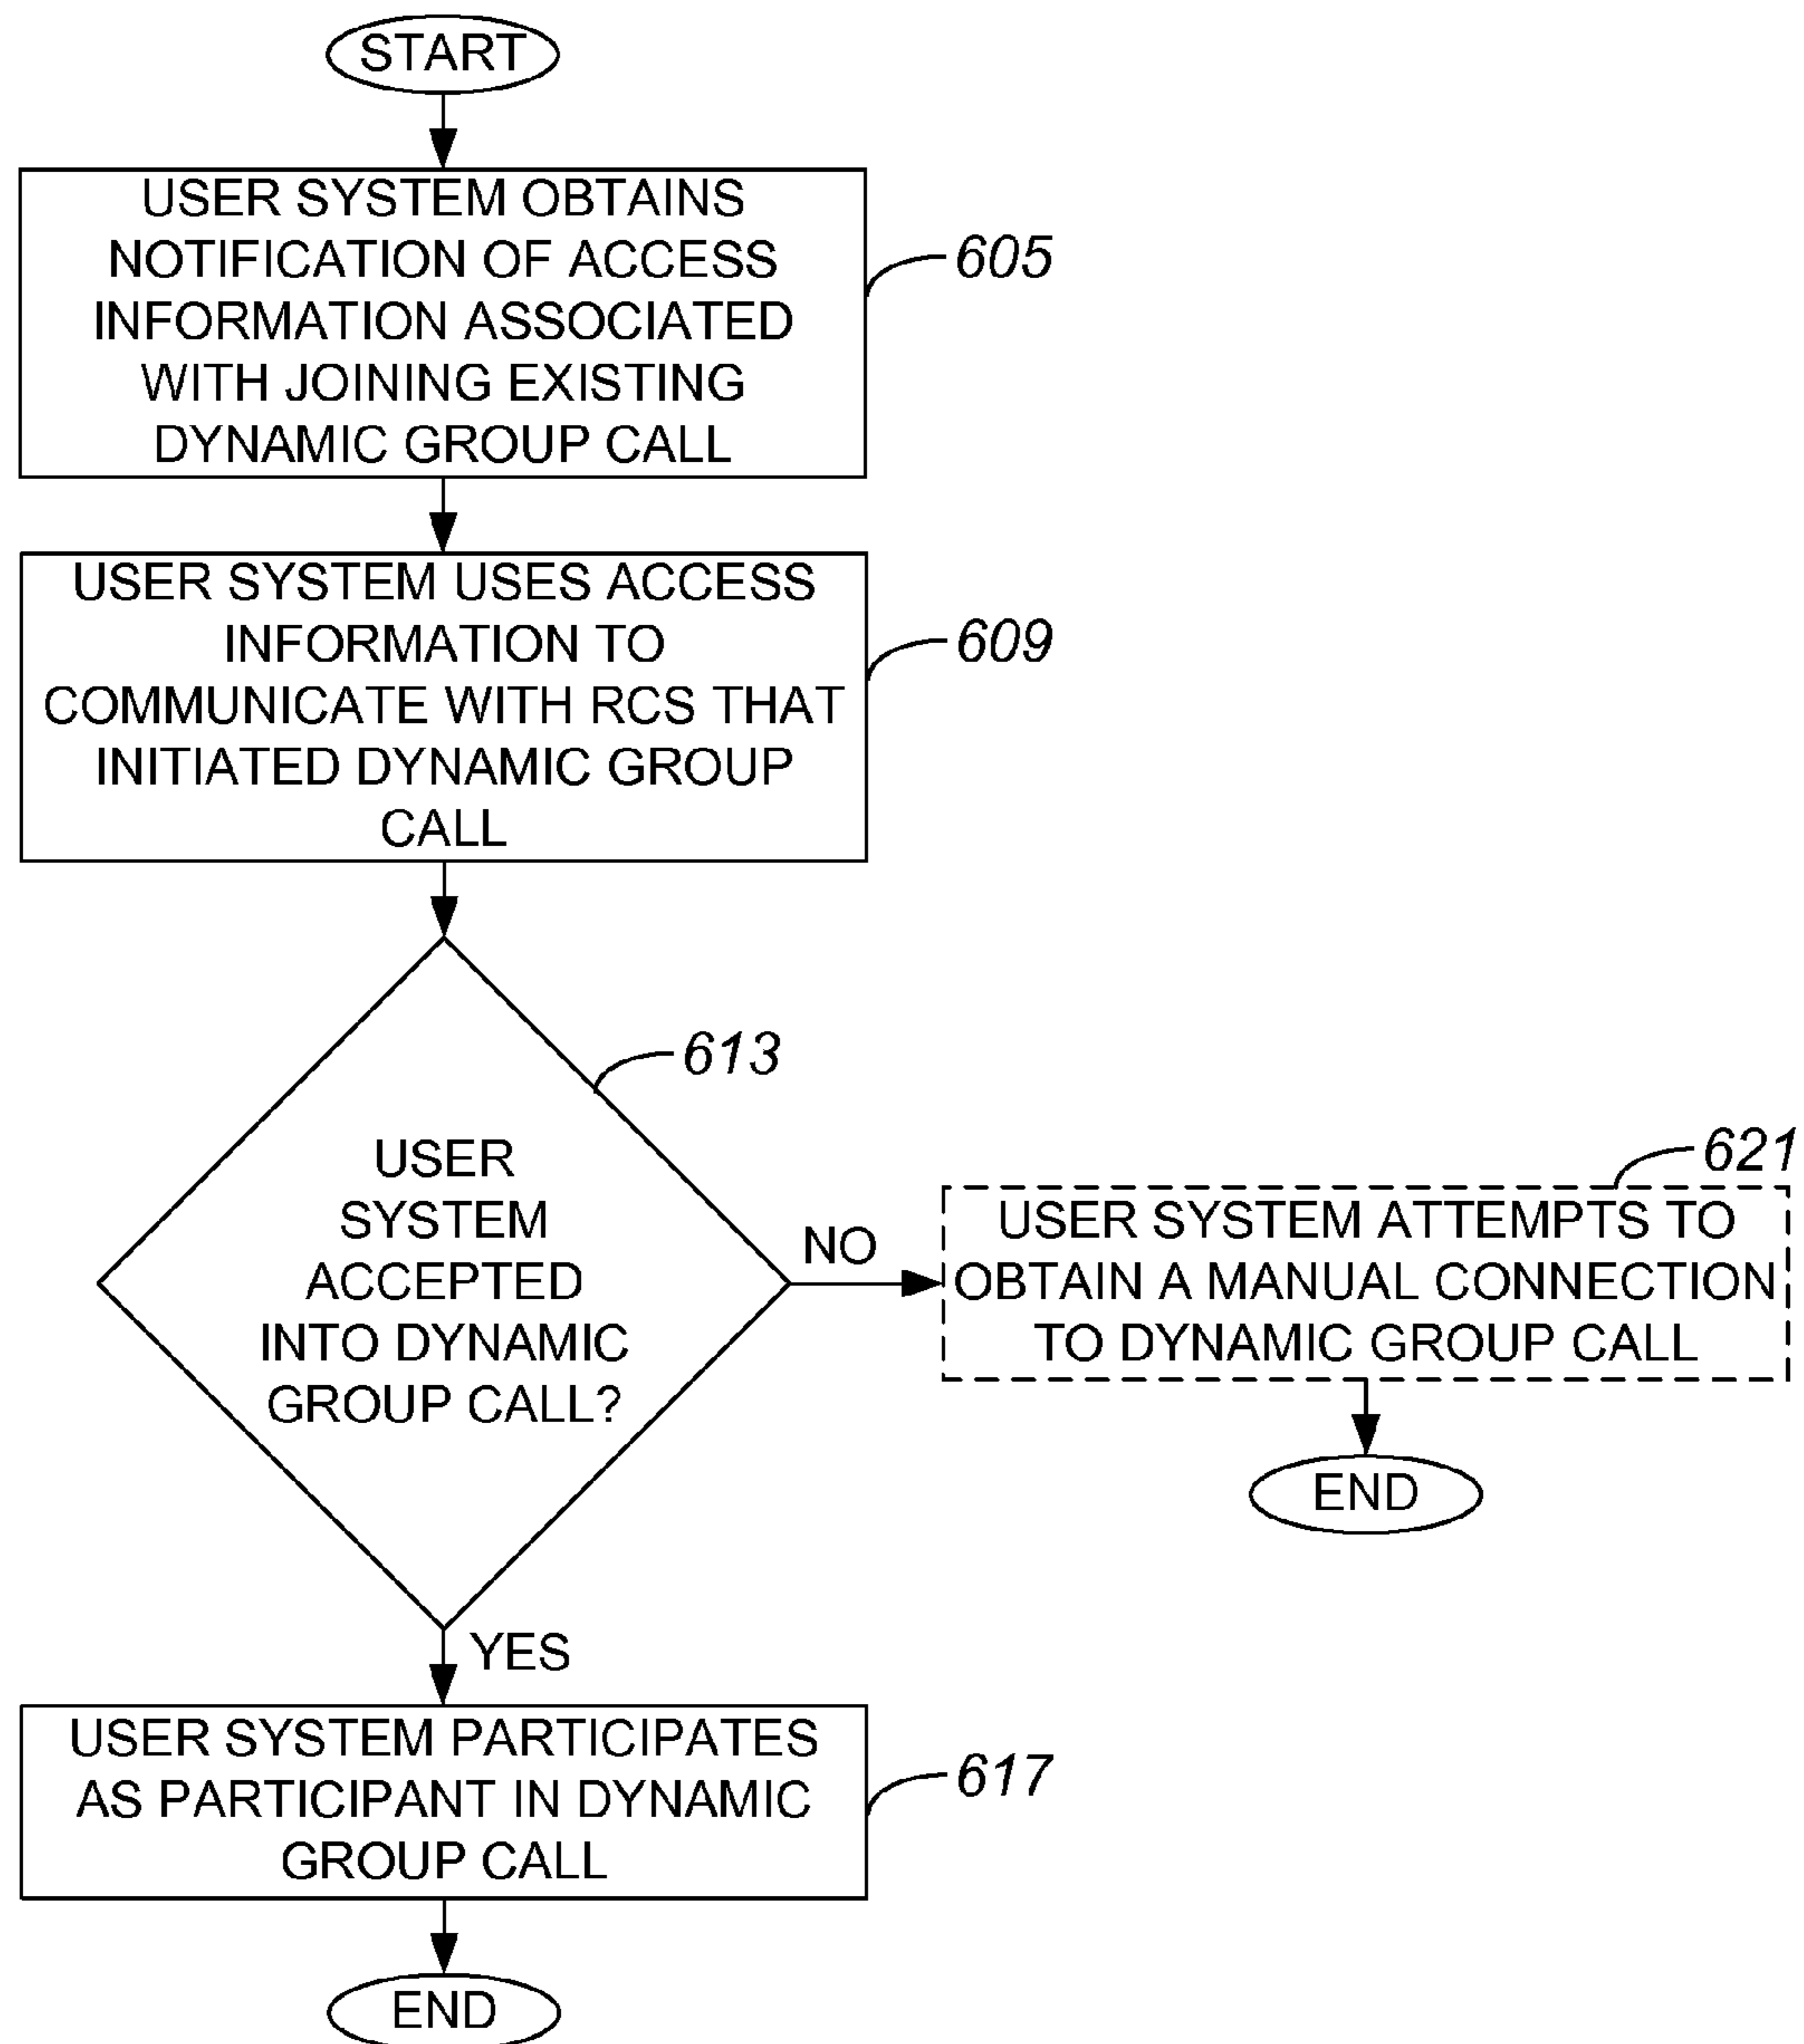 START
USER SYSTEM OBTAINS
NOTIFICATION OF ACCESS
INFORMATION ASSOCIATED
WITH JOINING EXISTING
DYNAMIC GROUP CALL
605
USER SYSTEM USES ACCESS
INFORMATION TO
COMMUNICATE WITH RCS THAT
INITIATED DYNAMIC GROUP
CALL
609
613
USER
SYSTEM
ACCEPTED
INTO DYNAMIC
GROUP CALL?
NO
621
USER SYSTEM ATTEMPTS TO
OBTAIN A MANUAL CONNECTION
TO DYNAMIC GROUP CALL
END
YES
USER SYSTEM PARTICIPATES
AS PARTICIPANT IN DYNAMIC
GROUP CALL
617
END